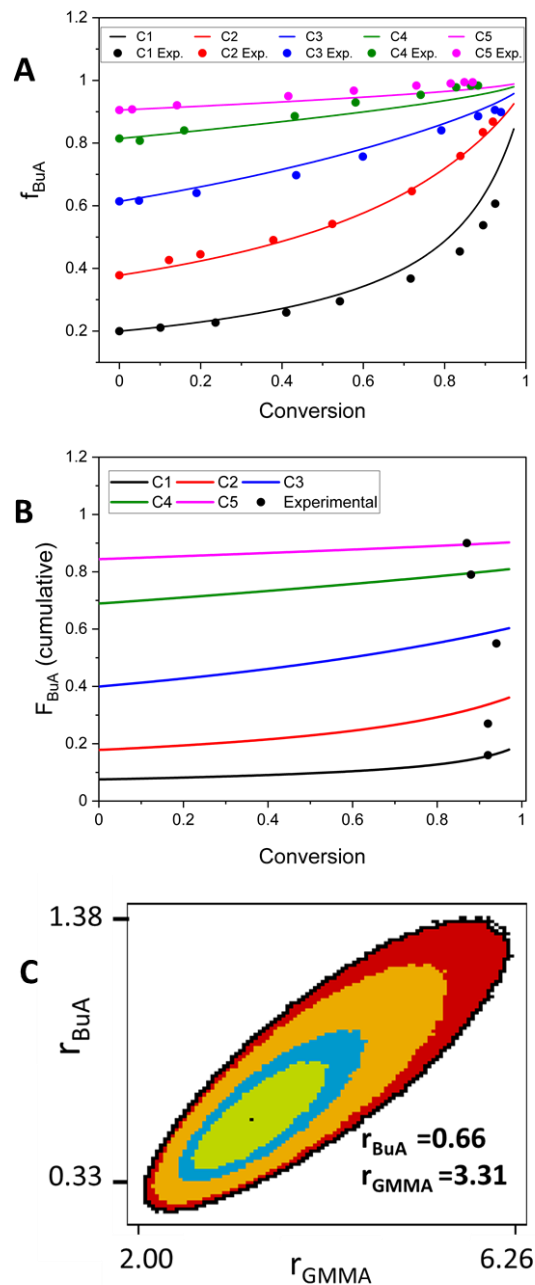 A
C1 C2 C3 C4 C5
C1 Exp. C2 Exp. C3 Exp. C4 Exp. C5 Exp.
f_BuA
1.4
1.2
1
0.8
0.6
0.4
0.2
0 0.2 0.4 0.6 0.8 1
Conversion
B
C1 C2 C3
C4 C5 Experimental
F_BuA (cumulative)
1.2
1
0.8
0.6
0.4
0.2
0
0 0.2 0.4 0.6 0.8 1
Conversion
C
1.38
r_BuA
0.33
r_BuA =0.66
r_GMMA =3.31
2.00 6.26
r_GMMA